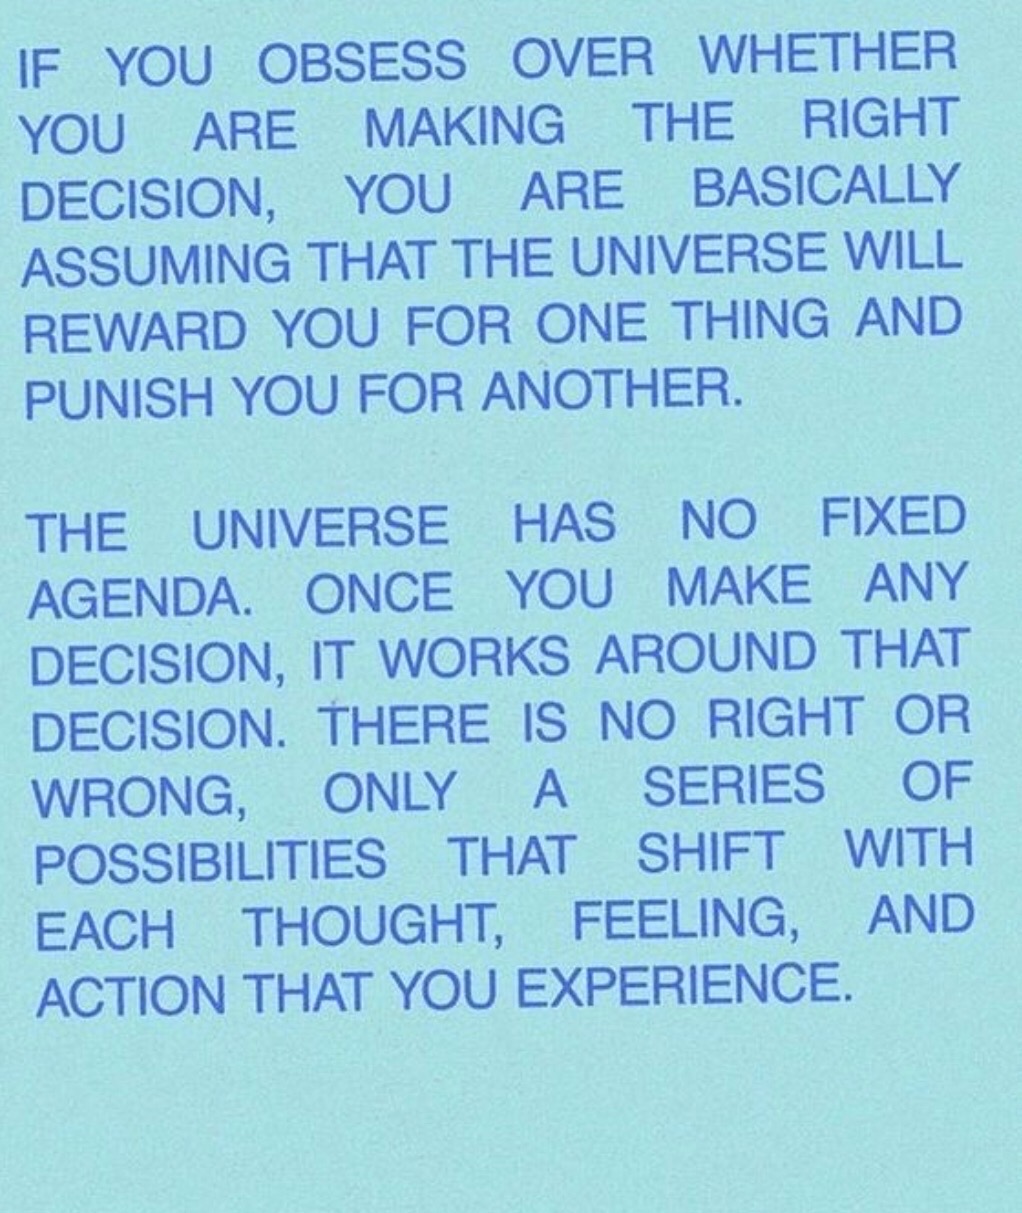 IF YOU OBSESS OVER WHETHER
YOU ARE MAKING THE RIGHT
DECISION, YOU ARE BASICALLY
ASSUMING THAT THE UNIVERSE WILL
REWARD YOU FOR ONE THING AND
PUNISH YOU FOR ANOTHER.
THE UNIVERSE HAS NO FIXED
AGENDA. ONCE YOU MAKE ANY
DECISION, IT WORKS AROUND THAT
DECISION. THERE IS NO RIGHT OR
WRONG, ONLY A SERIES OF
POSSIBILITIES THAT SHIFT WITH
EACH THOUGHT, FEELING, AND
ACTION THAT YOU EXPERIENCE.